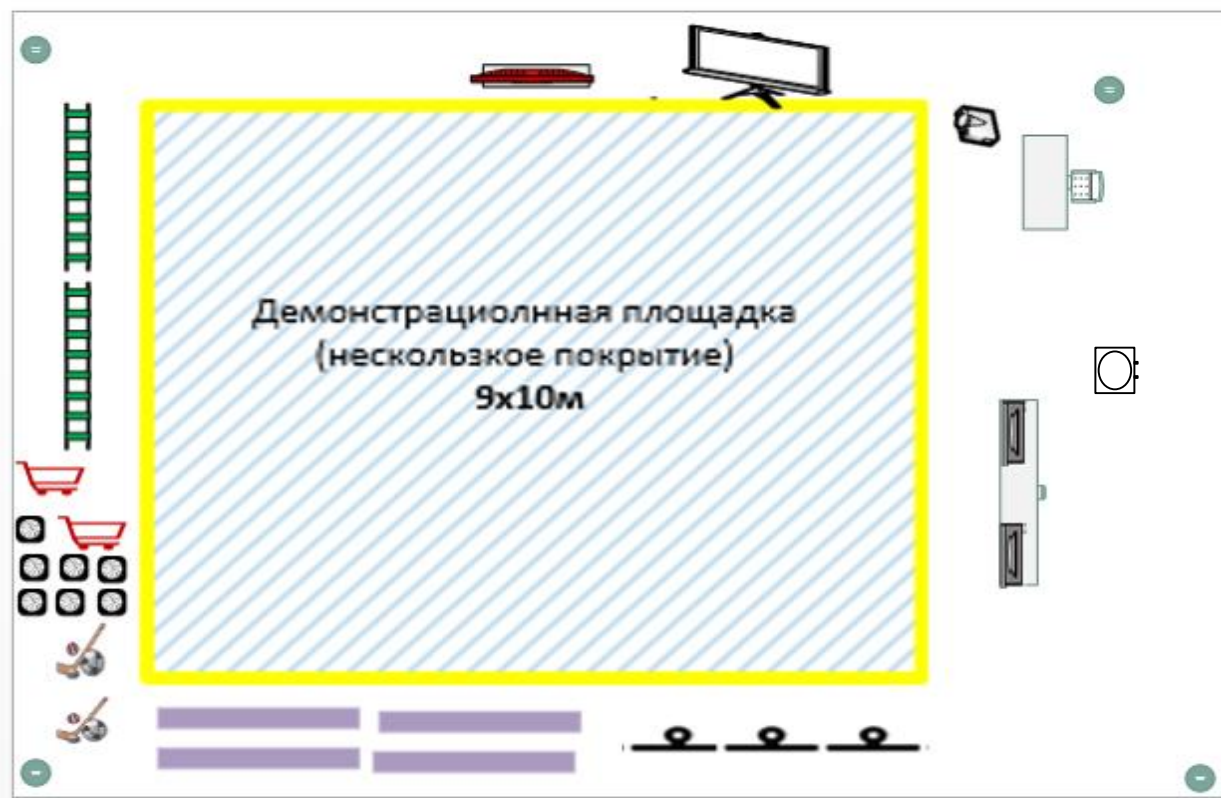 Демонстрациолнная площадка
(нескользкое покрытие)
9х10м